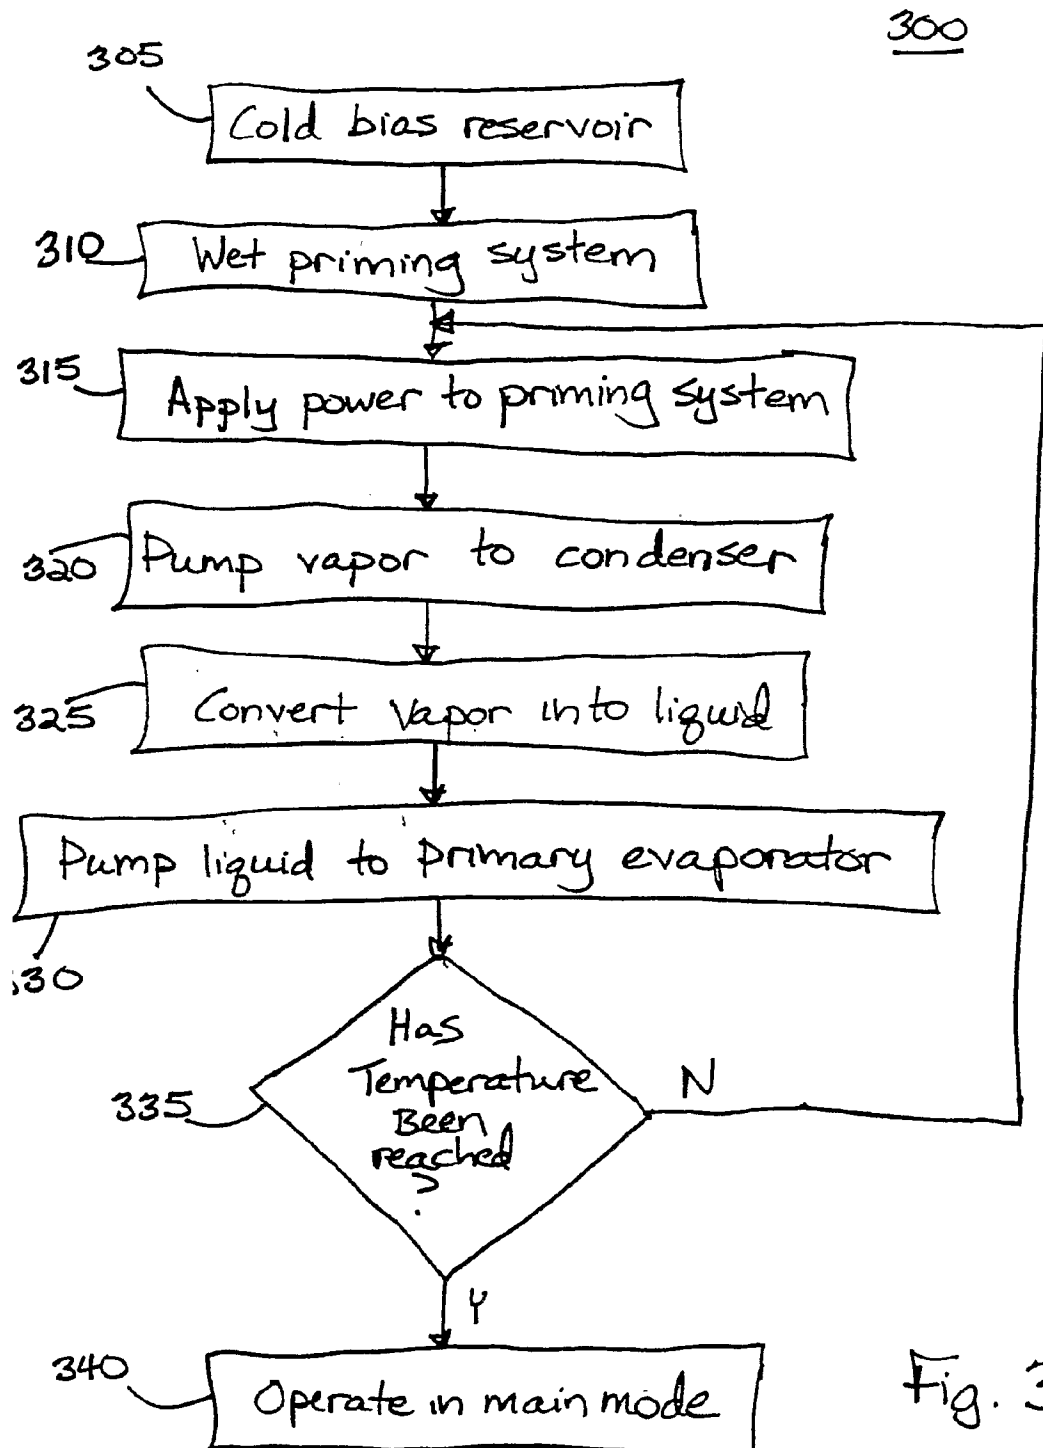 300
305
Cold bias reservoir
310
Wet priming system
315
Apply power to priming system
320
Pump vapor to condenser
325
Convert vapor into liquid
Pump liquid to primary evaporator
330
Has
Temperature
Been
reached
?
N
335
Y
340
Operate in main mode
Fig. 3